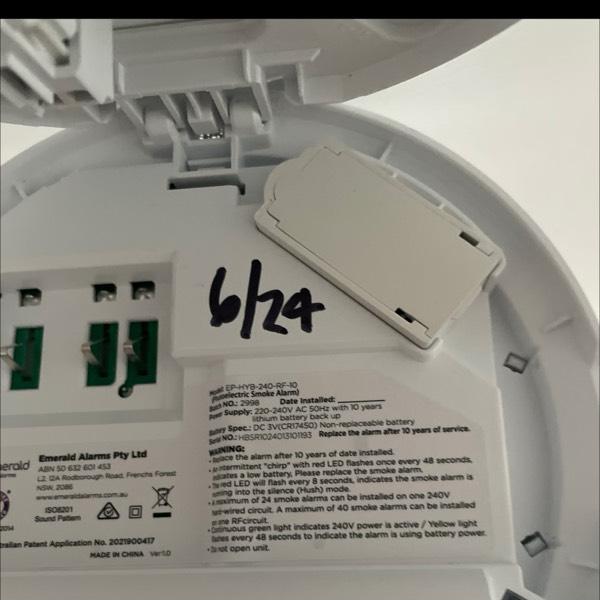 6/24
Model: EP-HYB-240-RF-10
(Photoelectric Smoke Alarm)
Batch NO.: 2998 Date Installed:
Power Supply: 220-240V AC 50Hz with 10 years
lithium battery back up
Battery Spec.: DC 3V(CR17450) Non-replaceable battery
Serial NO.:HBSR1024013101193 Replace the alarm after 10 years of service.
WARNING:
• Replace the alarm after 10 years of date installed.
• An intermittent "chirp" with red LED flashes once every 48 seconds,
indicates a low battery. Please replace the smoke alarm.
• The red LED will flash every 8 seconds, indicates the smoke alarm is
coming into the silence (Hush) mode.
• A maximum of 24 smoke alarms can be installed on one 240V
hard-wired circuit. A maximum of 40 smoke alarms can be installed
on one RFcircuit.
• Continuous green light indicates 240V power is active / Yellow light
flashes every 48 seconds to indicate the alarm is using battery power.
• Do not open unit.
Emerald Alarms Pty Ltd
ABN 50 632 601 453
L2, 12A Rodborough Road, Frenchs Forest
NSW, 2086
www.emeraldalarms.com.au
ISO8201
Sound Pattern
2014
Patent Application No. 2021900417
MADE IN CHINA Ver1.0